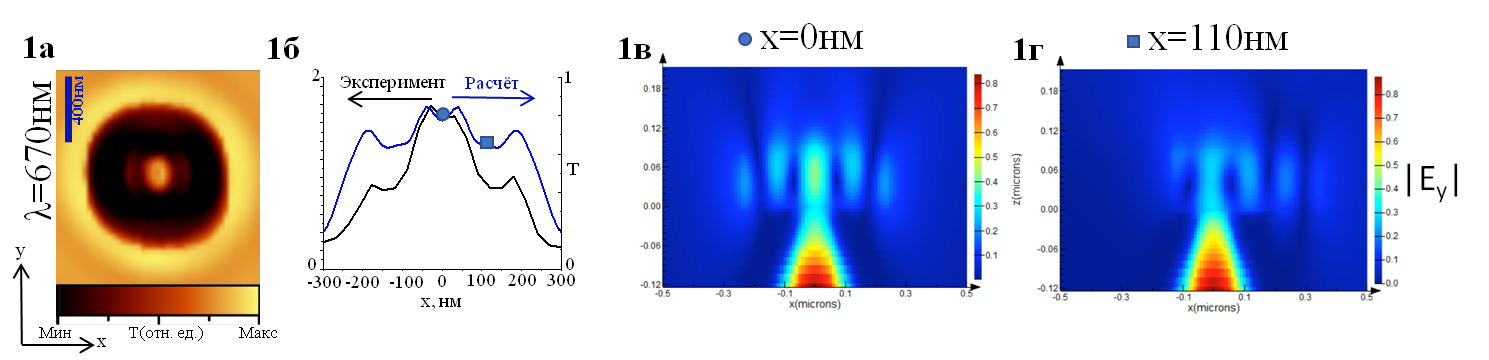 1а
λ=670нм
400нм
y
x
Мин
T(отн. ед.)
Макс
1б
Эксперимент
Расчёт
2
0
1
0
T
-300 -180 -100 0 100 200 300
x, нм
1в
x=0нм
0.18
0.12
0.06
0.00
-0.06
-0.12
-0.5 -0.3 -0.1 0.1 0.3 0.5
x(microns)
0.8
0.7
0.6
0.5
0.4
0.3
0.2
0.1
1г
x=110нм
z(microns)
0.18
0.12
0.06
0.00
-0.06
-0.12
-0.5 -0.3 -0.1 0.1 0.3 0.5
x(microns)
0.8
0.7
0.6
0.5
0.4
0.3
0.2
0.1
0.0
|Ey|